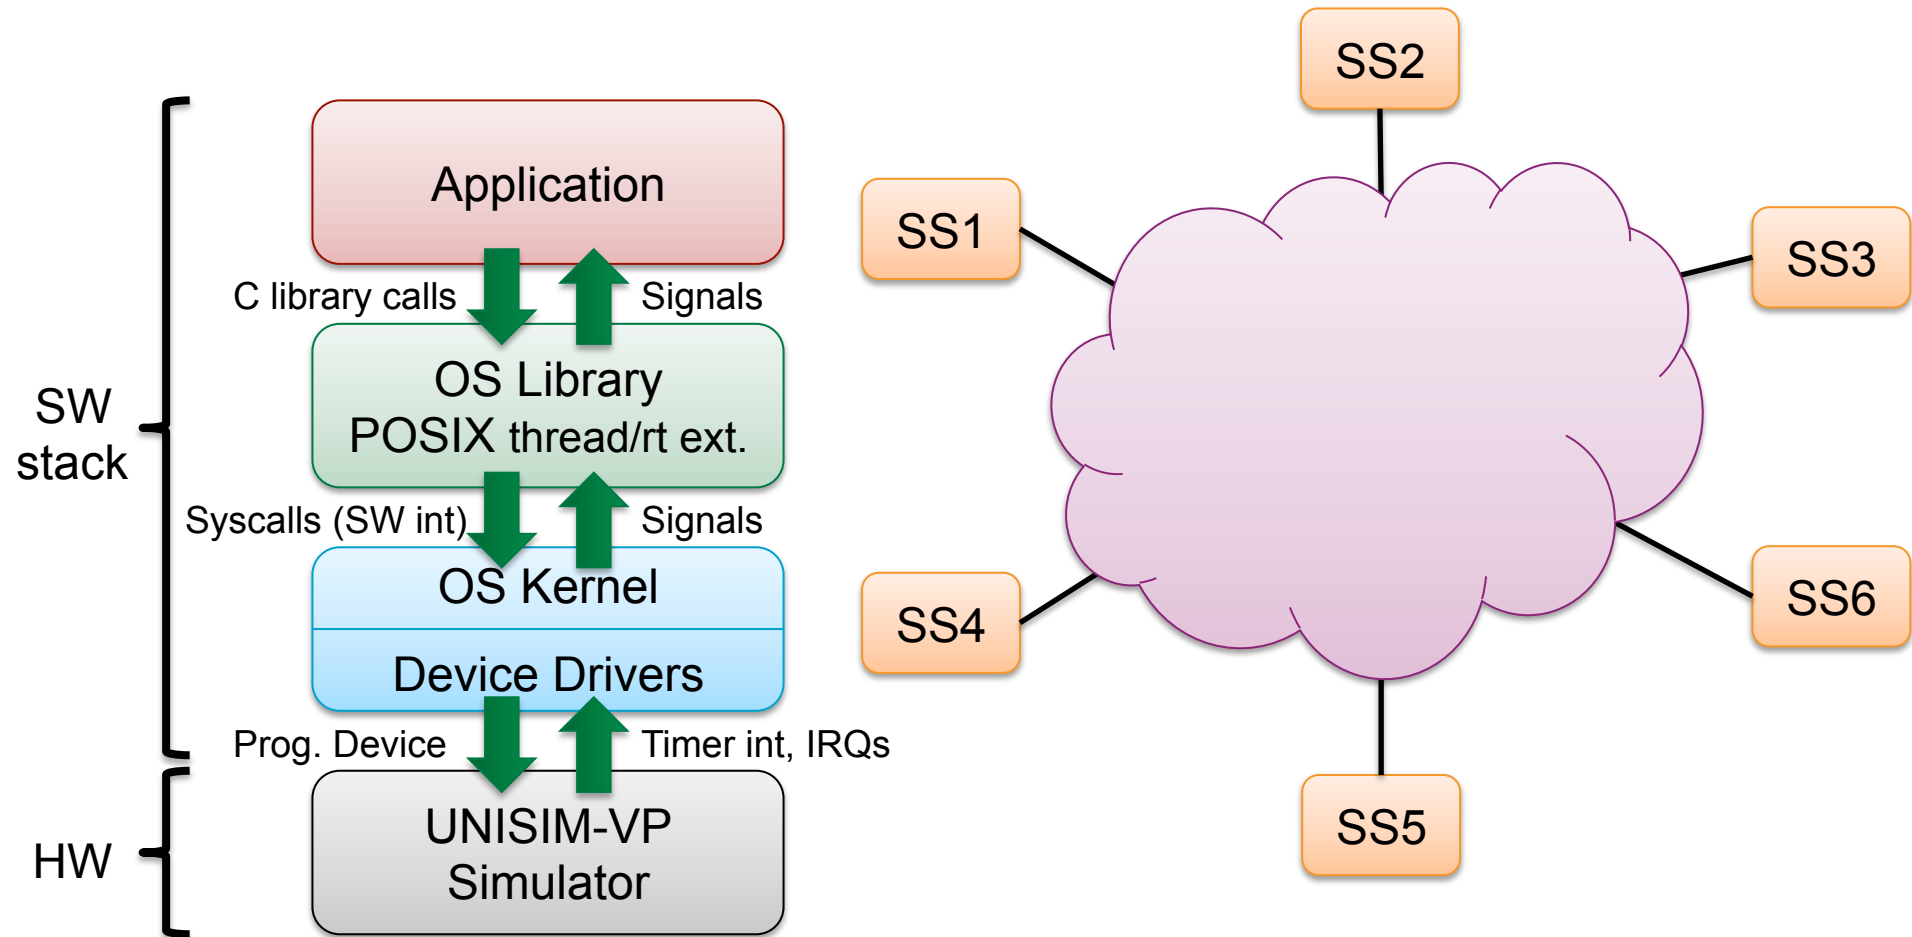 SW
stack
HW
Application
C library calls
Signals
OS Library
POSIX thread/rt ext.
Syscalls (SW int)
Signals
OS Kernel
Device Drivers
Prog. Device
Timer int, IRQs
UNISIM-VP
Simulator
SS1
SS2
SS3
SS4
SS5
SS6